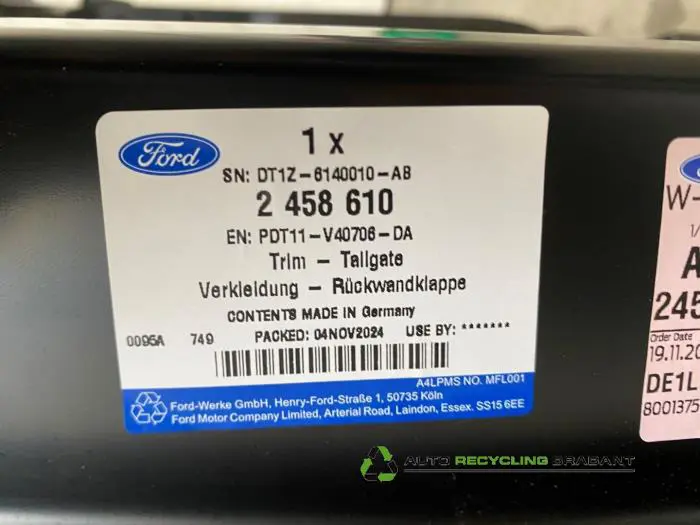 Ford
1 x
SN: DT1Z-6140010-AB
2 458 610
EN: PDT11-V40706-DA
Trim - Tailgate
Verkleidung - Rückwandklappe
CONTENTS MADE IN Germany
0095A 749 PACKED: 04NOV2024 USE BY: *******
A4LPMS NO. MFL001
Ford-Werke GmbH, Henry-Ford-Straße 1, 50735 Köln
Ford Motor Company Limited, Arterial Road, Laindon, Essex. SS15 6EE
W-
1/
A
245
Order Date
19.11.20
DE1L
8001375
AUTO RECYCLING BRABANT